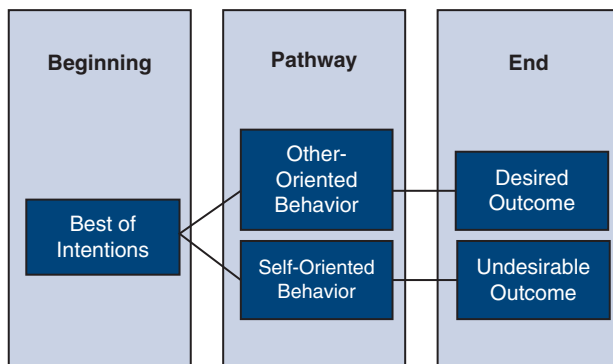 Beginning
Pathway
End
Best of
Intentions
Other-
Oriented
Behavior
Self-Oriented
Behavior
Desired
Outcome
Undesirable
Outcome